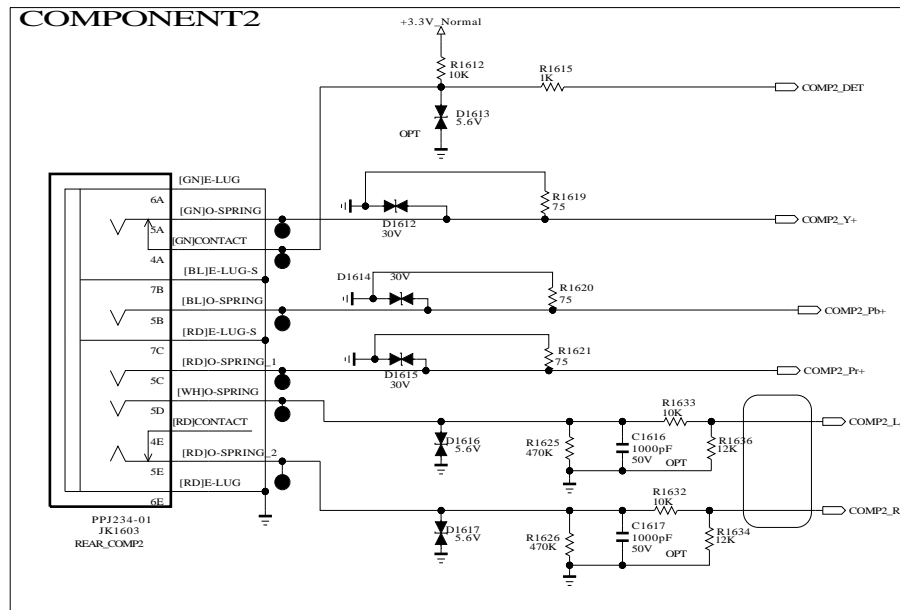 COMPONENT2
+3.3V_Normal
R1612
10K
R1615
1K
COMP2_DET
D1613
5.6V
OPT
[GN]E-LUG
6A
[GN]O-SPRING
5A
[GN]CONTACT
4A
[BL]E-LUG-S
7B
[BL]O-SPRING
5B
[RD]E-LUG-S
7C
[RD]O-SPRING_1
5C
[WH]O-SPRING
5D
[RD]CONTACT
4E
[RD]O-SPRING_2
5E
[RD]E-LUG
6E
PPJ234-01
JK1603
REAR_COMP2
R1619
75
D1612
30V
COMP2_Y+
D1614
30V
R1620
75
COMP2_Pb+
R1621
75
D1615
30V
COMP2_Pr+
R1633
10K
COMP2_L
D1616
5.6V
R1625
470K
C1616
1000pF
50V
OPT
R1636
12K
R1632
10K
COMP2_R
D1617
5.6V
R1626
470K
C1617
1000pF
50V
OPT
R1634
12K